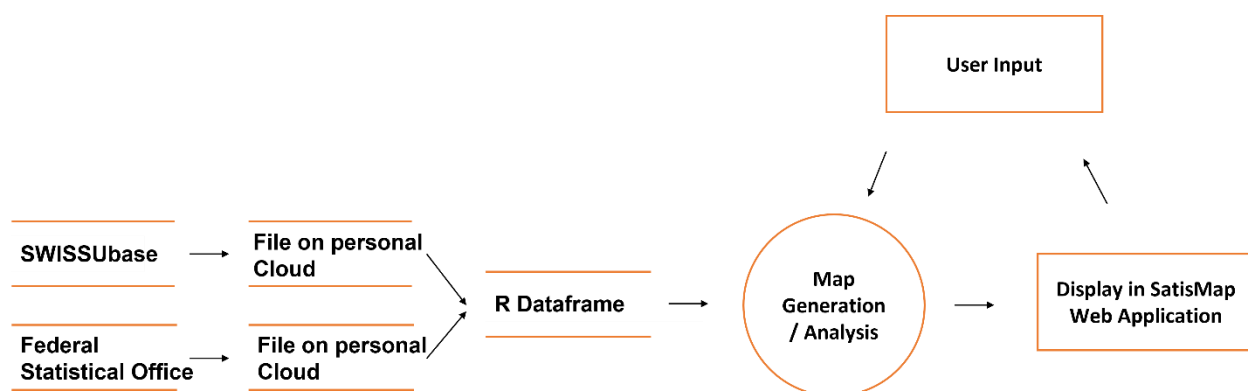 User Input
SWISSUbase
File on personal
Cloud
Federal
Statistical Office
File on personal
Cloud
R Dataframe
Map
Generation
/ Analysis
Display in SatisMap
Web Application